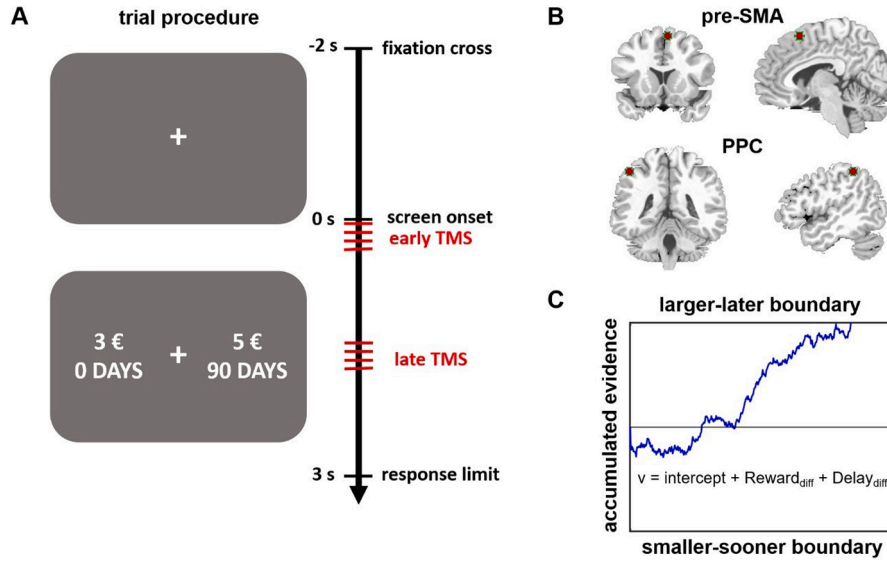 A
trial procedure
-2 s
fixation cross
+
0 s
screen onset
early TMS
3 €
0 DAYS
+
5 €
90 DAYS
late TMS
3 s
response limit
B
pre-SMA
PPC
C
larger-later boundary
accumulated evidence
v = intercept + Reward_diff + Delay_diff
smaller-sooner boundary